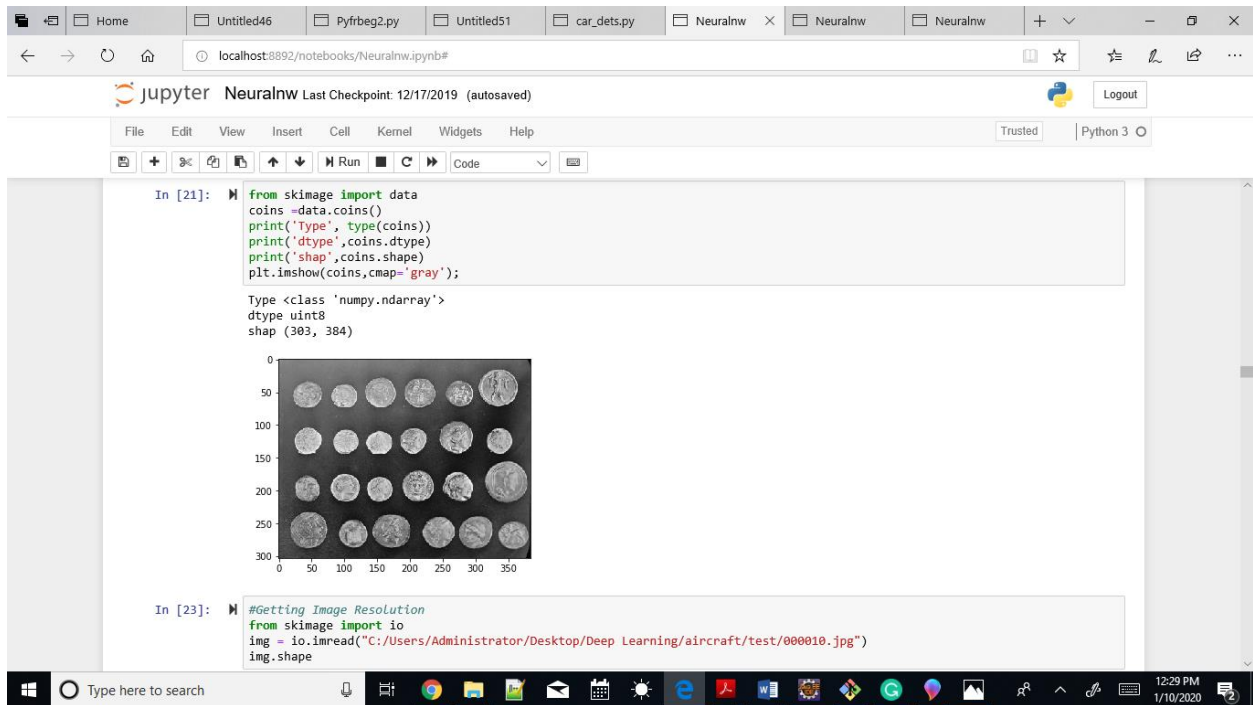 Home Untitled46 Pyfrbeg2.py Untitled51 car_dets.py Neuralnw Neuralnw Neuralnw
localhost:8892/notebooks/Neuralnw.ipynb#
jupyter Neuralnw Last Checkpoint: 12/17/2019 (autosaved) Logout
File Edit View Insert Cell Kernel Widgets Help Trusted Python 3
Run Code
In [21]: from skimage import data
coins =data.coins()
print('Type', type(coins))
print('dtype',coins.dtype)
print('shap',coins.shape)
plt.imshow(coins,cmap='gray');
Type <class 'numpy.ndarray'>
dtype uint8
shap (303, 384)
0
50
100
150
200
250
300
0 50 100 150 200 250 300 350
In [23]: #Getting Image Resolution
from skimage import io
img = io.imread("C:/Users/Administrator/Desktop/Deep Learning/aircraft/test/000010.jpg")
img.shape
Type here to search 12:29 PM
1/10/2020
2